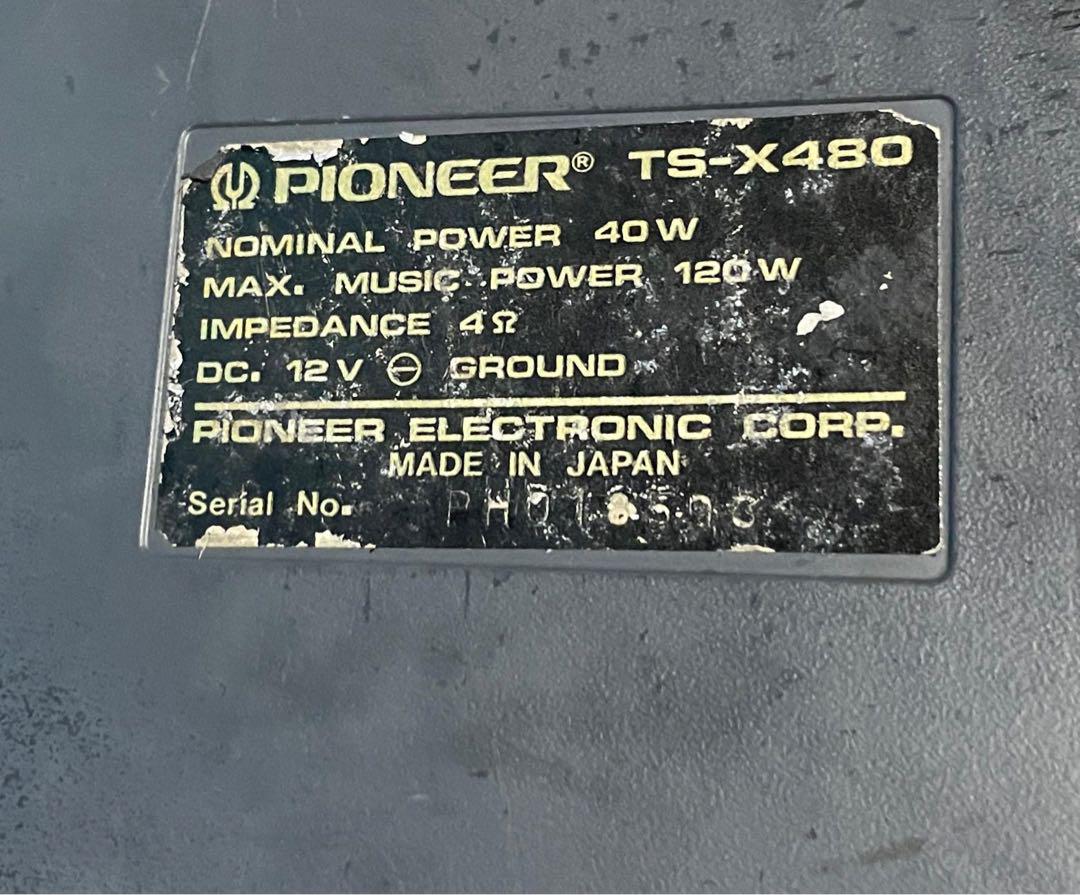 PIONEER® TS-X480
NOMINAL POWER 40W
MAX. MUSIC POWER 120W
IMPEDANCE 4Ω
DC. 12V ⊖ GROUND
PIONEER ELECTRONIC CORP.
MADE IN JAPAN
Serial No.